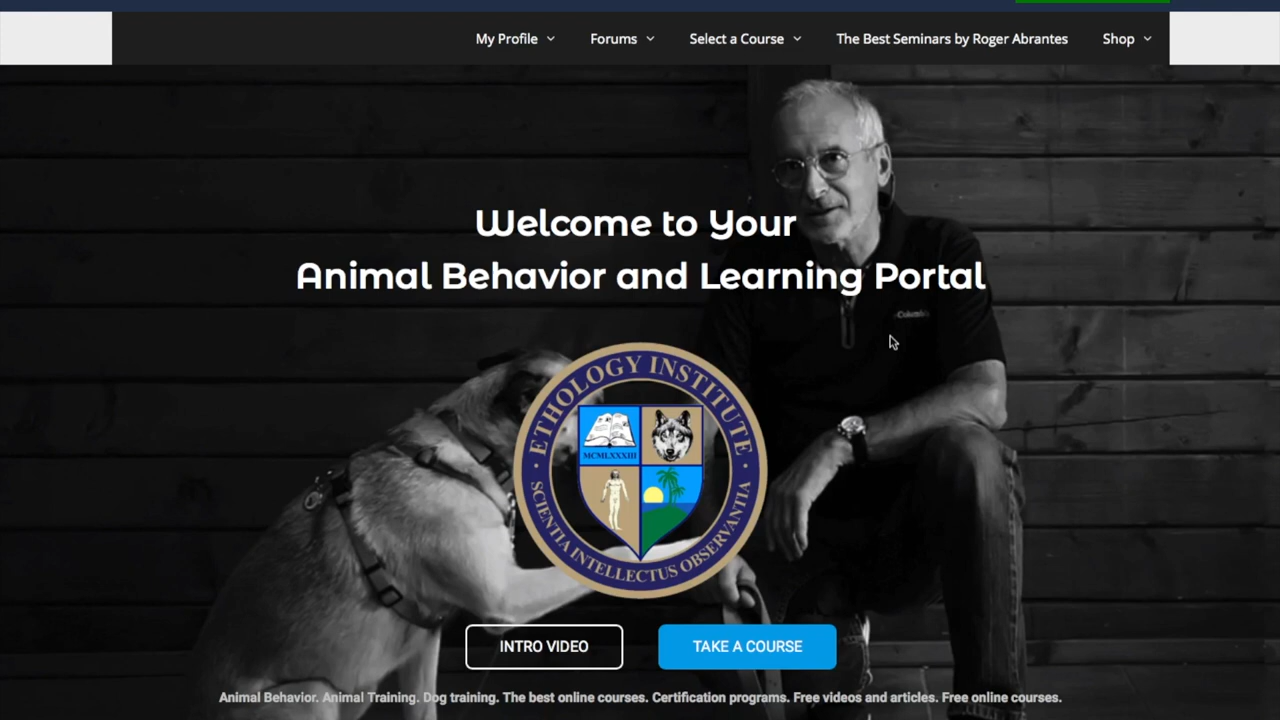 My Profile Forums Select a Course The Best Seminars by Roger Abrantes Shop
Welcome to Your
Animal Behavior and Learning Portal
Columbia
· ETHOLOGY INSTITUTE ·
MCMLXXXIII
SCIENTIA INTELLECTUS OBSERVANTIA
INTRO VIDEO TAKE A COURSE
Animal Behavior. Animal Training. Dog training. The best online courses. Certification programs. Free videos and articles. Free online courses.